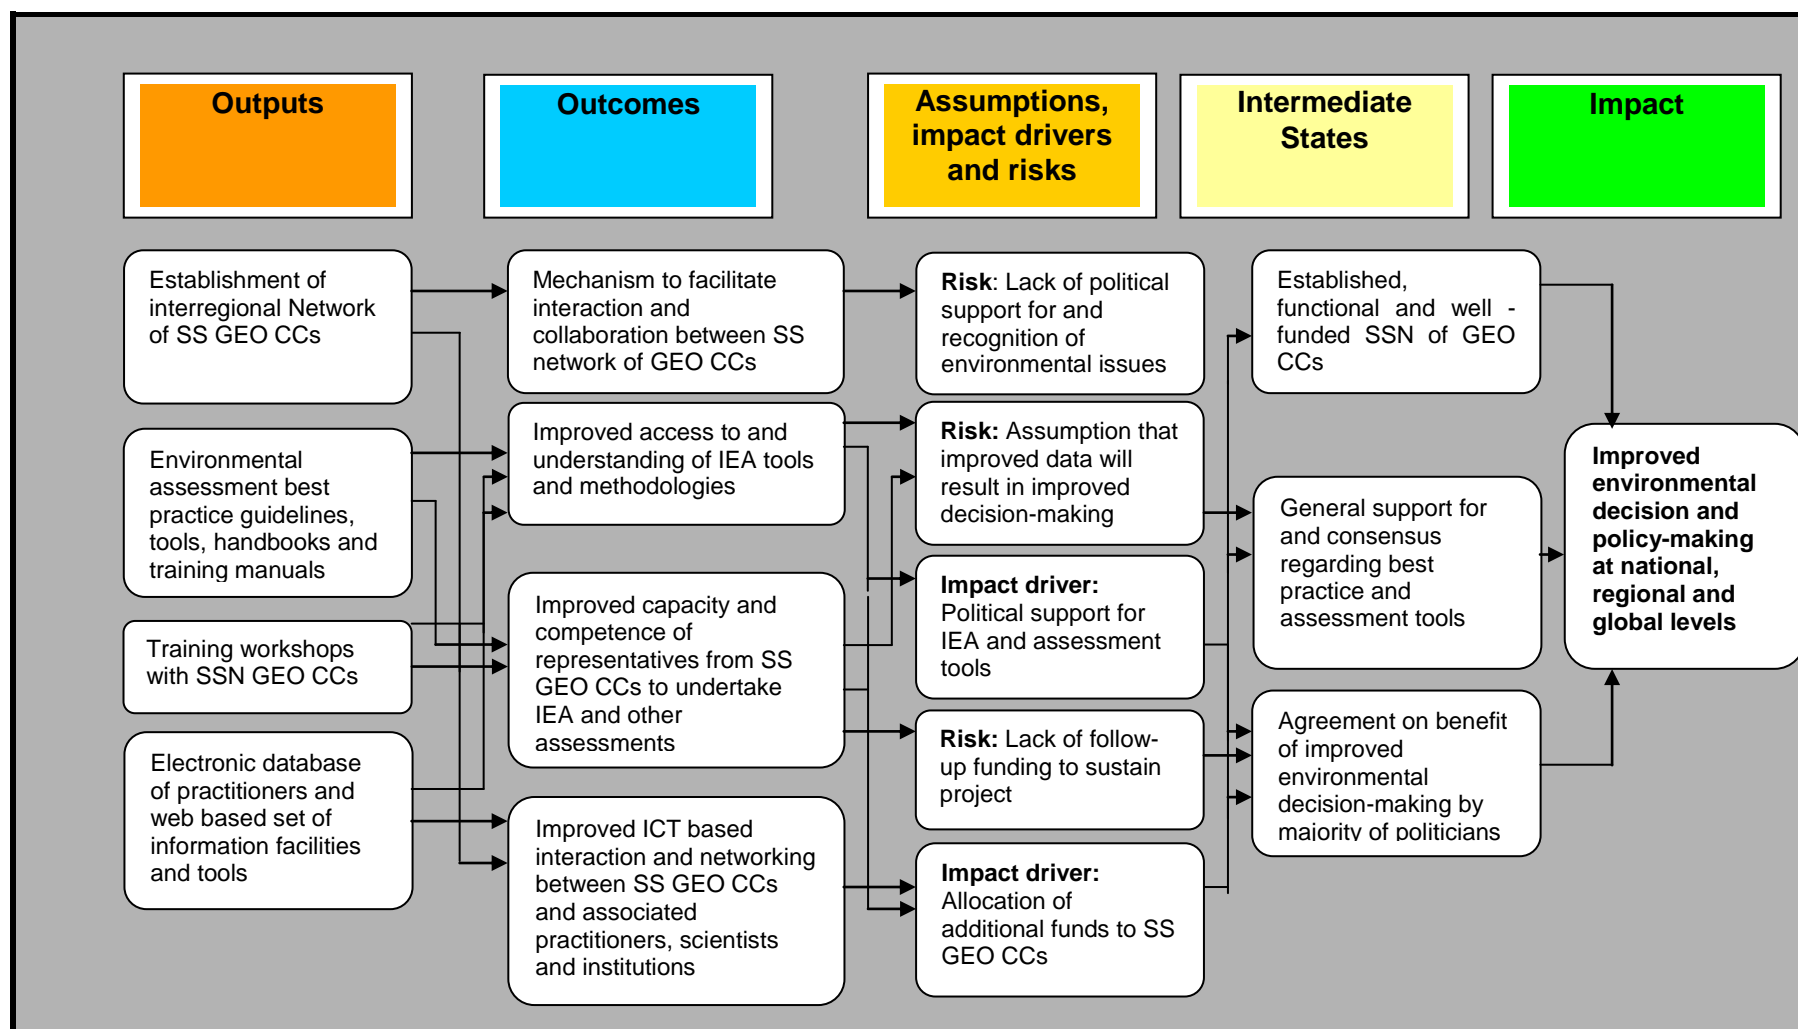 Outputs
Outcomes
Assumptions,
impact drivers
and risks
Intermediate
States
Impact
Establishment of
interregional Network
of SS GEO CCs
Environmental
assessment best
practice guidelines,
tools, handbooks and
training manuals
Training workshops
with SSN GEO CCs
Electronic database
of practitioners and
web based set of
information facilities
and tools
Mechanism to facilitate
interaction and
collaboration between SS
network of GEO CCs
Improved access to and
understanding of IEA tools
and methodologies
Improved capacity and
competence of
representatives from SS
GEO CCs to undertake
IEA and other
assessments
Improved ICT based
interaction and networking
between SS GEO CCs
and associated
practitioners, scientists
and institutions
Risk: Lack of political
support for and
recognition of
environmental issues
Risk: Assumption that
improved data will
result in improved
decision-making
Impact driver:
Political support for
IEA and assessment
tools
Risk: Lack of follow-
up funding to sustain
project
Impact driver:
Allocation of
additional funds to SS
GEO CCs
Established,
functional and well -
funded SSN of GEO
CCs
General support for
and consensus
regarding best
practice and
assessment tools
Agreement on benefit
of improved
environmental
decision-making by
majority of politicians
Improved
environmental
decision and
policy-making
at national,
regional and
global levels